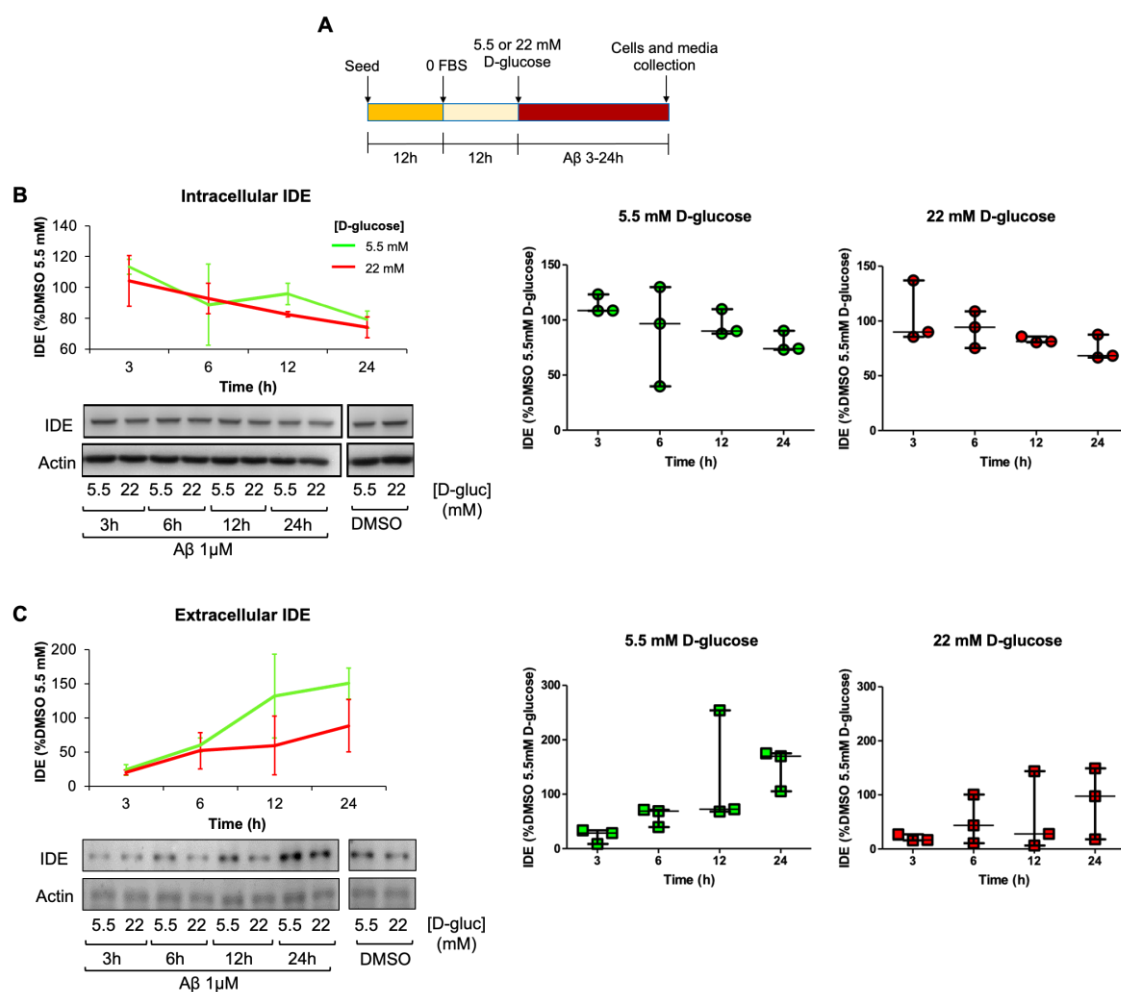 A
Seed
0 FBS
5.5 or 22 mM
D-glucose
Cells and media
collection
12h
12h
Aβ 3-24h
B
Intracellular IDE
IDE (%DMSO 5.5 mM)
140
120
100
80
60
[D-glucose]
5.5 mM
22 mM
3
6
12
24
Time (h)
IDE
Actin
5.5 22 5.5 22 5.5 22 5.5 22 5.5 22
[D-gluc]
(mM)
3h 6h 12h 24h DMSO
Aβ 1µM
5.5 mM D-glucose
IDE (%DMSO 5.5mM D-glucose)
150
100
50
0
3
6
12
24
Time (h)
22 mM D-glucose
IDE (%DMSO 5.5mM D-glucose)
150
100
50
0
3
6
12
24
Time (h)
C
Extracellular IDE
IDE (%DMSO 5.5 mM)
200
150
100
50
0
3
6
12
24
Time (h)
IDE
Actin
5.5 22 5.5 22 5.5 22 5.5 22 5.5 22
[D-gluc]
(mM)
3h 6h 12h 24h DMSO
Aβ 1µM
5.5 mM D-glucose
IDE (%DMSO 5.5mM D-glucose)
300
200
100
0
3
6
12
24
Time (h)
22 mM D-glucose
IDE (%DMSO 5.5mM D-glucose)
300
200
100
0
3
6
12
24
Time (h)